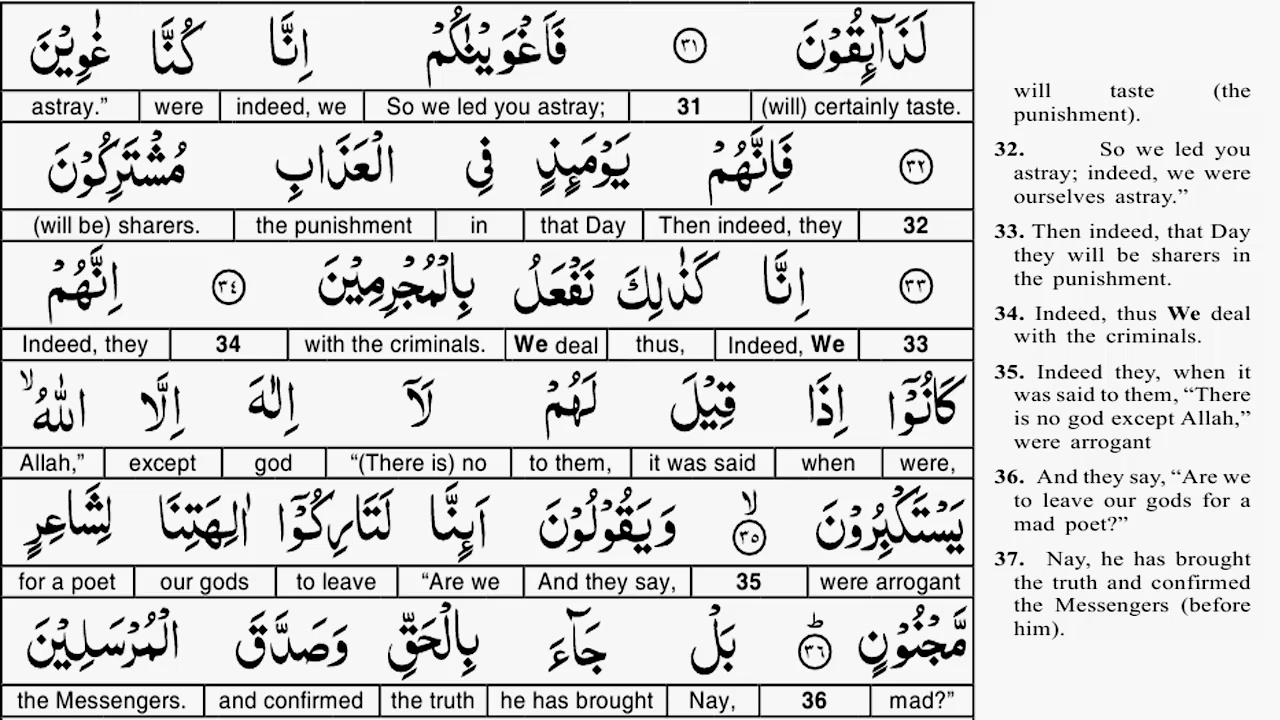 لَذَآئِقُوْنَ ﴿٣١﴾ فَاَغْوَيْنٰكُمْ اِنَّا كُنَّا غٰوِيْنَ
(will) certainly taste. 31 So we led you astray; indeed, we were astray.”
﴿٣٢﴾ فَاِنَّهُمْ يَوْمَئِذٍ فِي الْعَذَابِ مُشْتَرِكُوْنَ
32 Then indeed, they that Day in the punishment (will be) sharers.
﴿٣٣﴾ اِنَّا كَذٰلِكَ نَفْعَلُ بِالْمُجْرِمِيْنَ ﴿٣٤﴾ اِنَّهُمْ
33 Indeed, We thus, We deal with the criminals. 34 Indeed, they
كَانُوْٓا اِذَا قِيْلَ لَهُمْ لَآ اِلٰهَ اِلَّا اللّٰهُ ۙ
were, when it was said to them, “(There is) no god except Allah,”
يَسْتَكْبِرُوْنَ ﴿٣٥﴾ ۙ وَيَقُوْلُوْنَ اَئِنَّا لَتَارِكُوْٓا اٰلِهَتِنَا لِشَاعِرٍ
were arrogant 35 And they say, “Are we to leave our gods for a poet
مَّجْنُوْنٍ ﴿٣٦﴾ ؕ بَلْ جَآءَ بِالْحَقِّ وَصَدَّقَ الْمُرْسَلِيْنَ
mad?” 36 Nay, he has brought the truth and confirmed the Messengers.
will taste (the
punishment).
32. So we led you
astray; indeed, we were
ourselves astray.”
33. Then indeed, that Day
they will be sharers in
the punishment.
34. Indeed, thus We deal
with the criminals.
35. Indeed they, when it
was said to them, “There
is no god except Allah,”
were arrogant
36. And they say, “Are we
to leave our gods for a
mad poet?”
37. Nay, he has brought
the truth and confirmed
the Messengers (before
him).